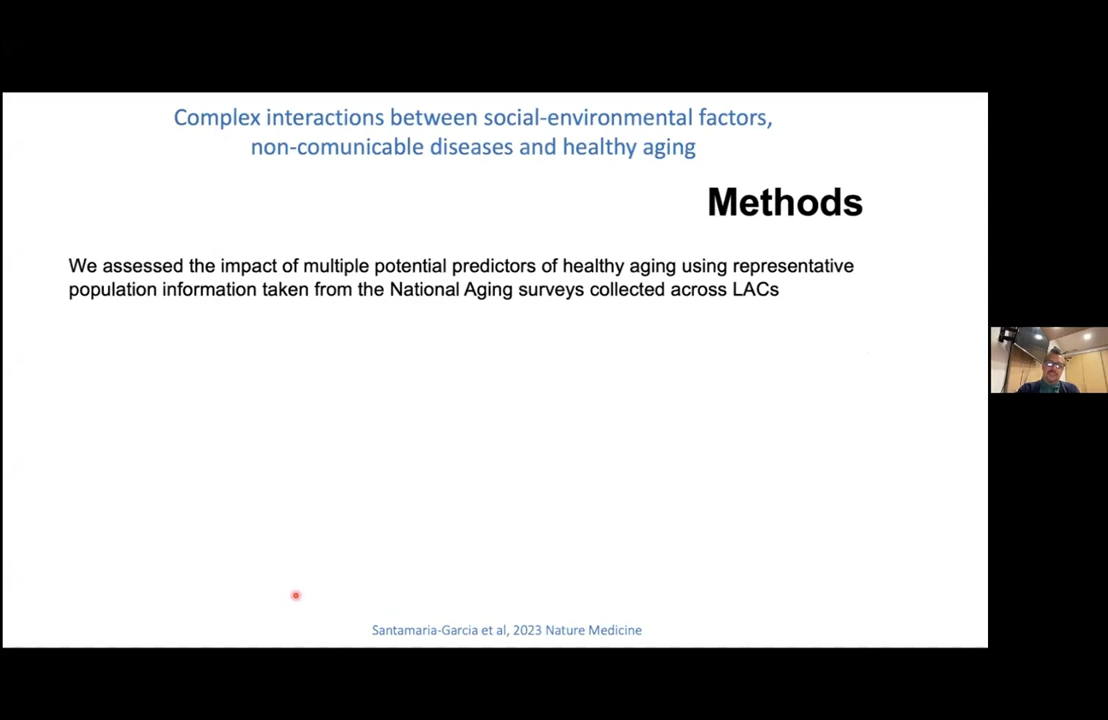 Complex interactions between social-environmental factors,
non-comunicable diseases and healthy aging
Methods
We assessed the impact of multiple potential predictors of healthy aging using representative
population information taken from the National Aging surveys collected across LACs
Santamaria-Garcia et al, 2023 Nature Medicine